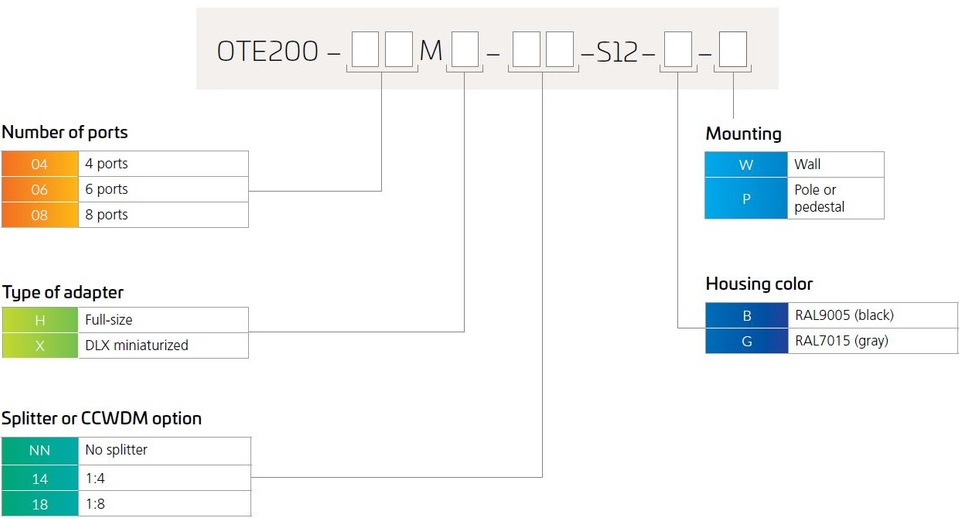 OTE200 – M – –S12– –
Number of ports
04 4 ports
06 6 ports
08 8 ports
Mounting
W Wall
P Pole or
pedestal
Type of adapter
H Full-size
X DLX miniaturized
Housing color
B RAL9005 (black)
G RAL7015 (gray)
Splitter or CCWDM option
NN No splitter
14 1:4
18 1:8